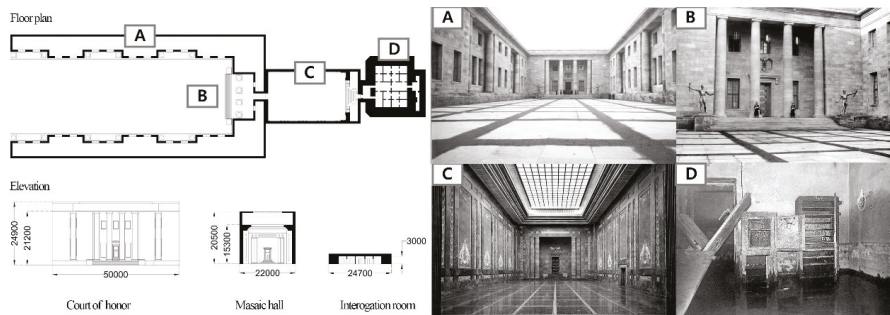 Floor plan
A
B
C
D
Elevation
24900
21200
50000
20500
15300
22000
3000
24700
Court of honor
Masaic hall
Interogation room
A
B
C
D